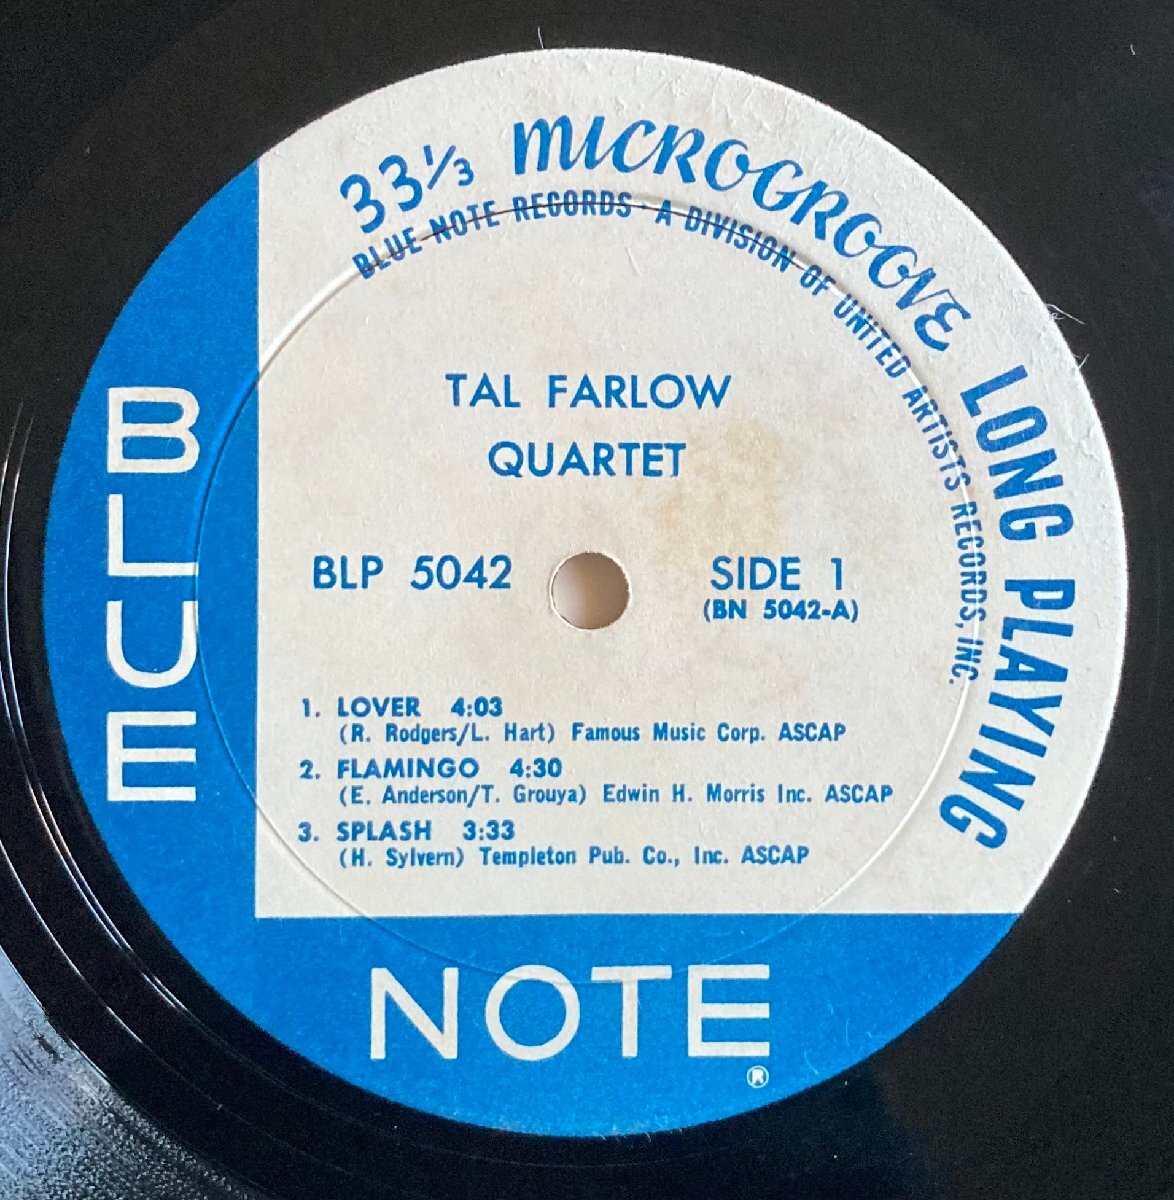 33⅓ MICROGROOVE LONG PLAYING
BLUE NOTE RECORDS · A DIVISION OF UNITED ARTISTS RECORDS, INC.
TAL FARLOW
QUARTET
BLP 5042
SIDE 1
(BN 5042-A)
1. LOVER 4:03
(R. Rodgers/L. Hart) Famous Music Corp. ASCAP
2. FLAMINGO 4:30
(E. Anderson/T. Grouya) Edwin H. Morris Inc. ASCAP
3. SPLASH 3:33
(H. Sylvern) Templeton Pub. Co., Inc. ASCAP
BLUE
NOTE
®